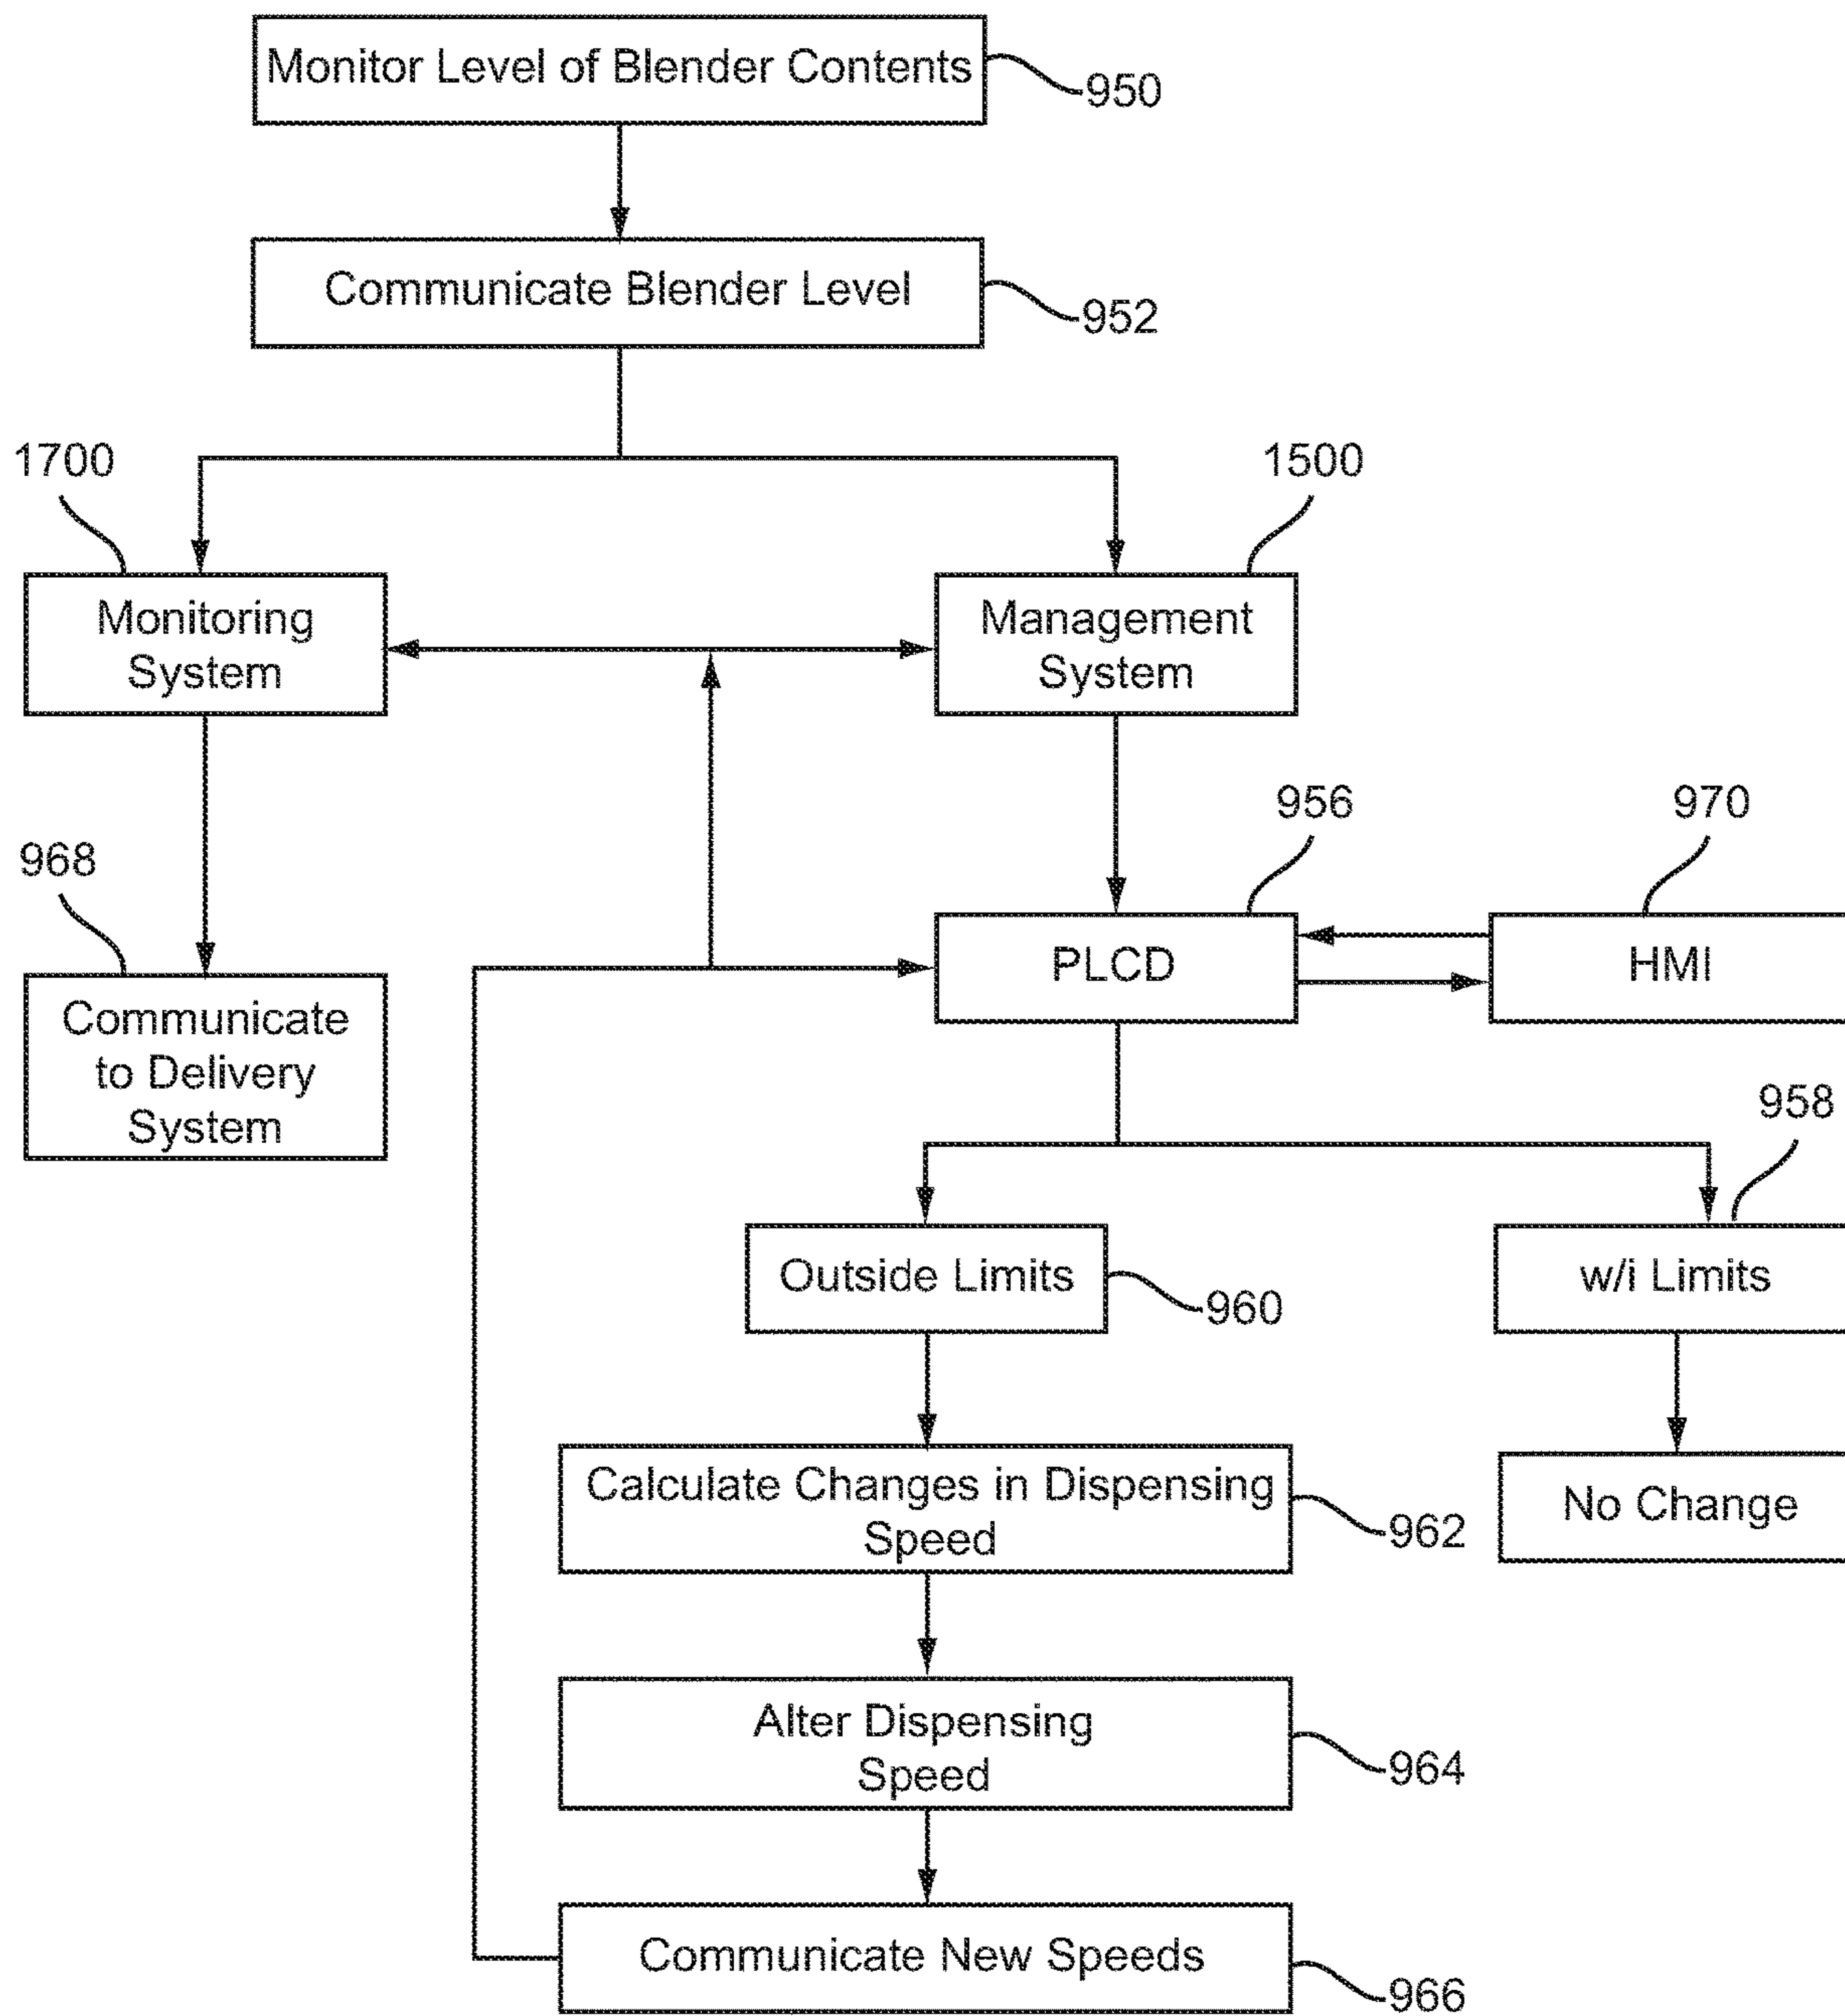 Monitor Level of Blender Contents
950
Communicate Blender Level
952
1700
1500
Monitoring
System
Management
System
956
970
968
PLCD
HMI
Communicate
to Delivery
System
958
Outside Limits
960
w/i Limits
Calculate Changes in Dispensing
Speed
962
No Change
Alter Dispensing
Speed
964
Communicate New Speeds
966